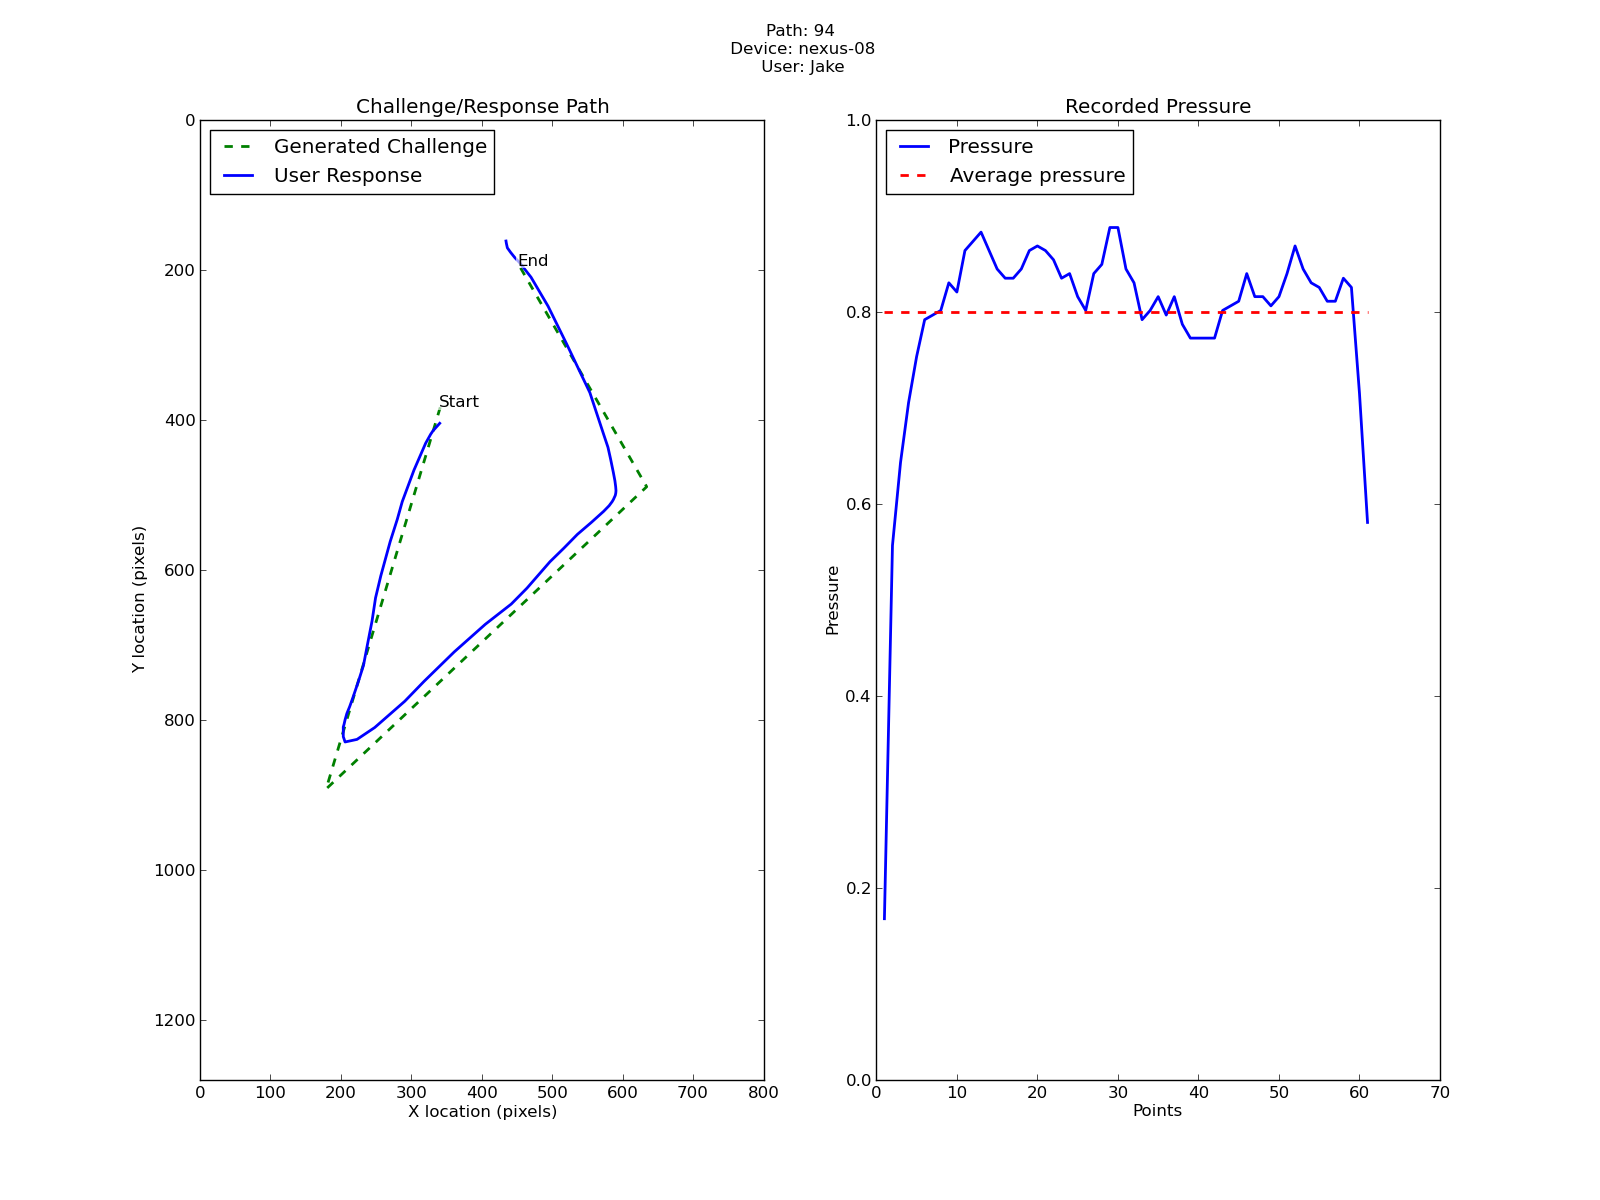 Path: 94
Device: nexus-08
User: Jake
Challenge/Response Path
Generated Challenge
User Response
End
Start
0
200
400
600
800
1000
1200
Y location (pixels)
0 100 200 300 400 500 600 700 800
X location (pixels)
Recorded Pressure
Pressure
Average pressure
1.0
0.8
0.6
0.4
0.2
0.0
Pressure
0 10 20 30 40 50 60 70
Points